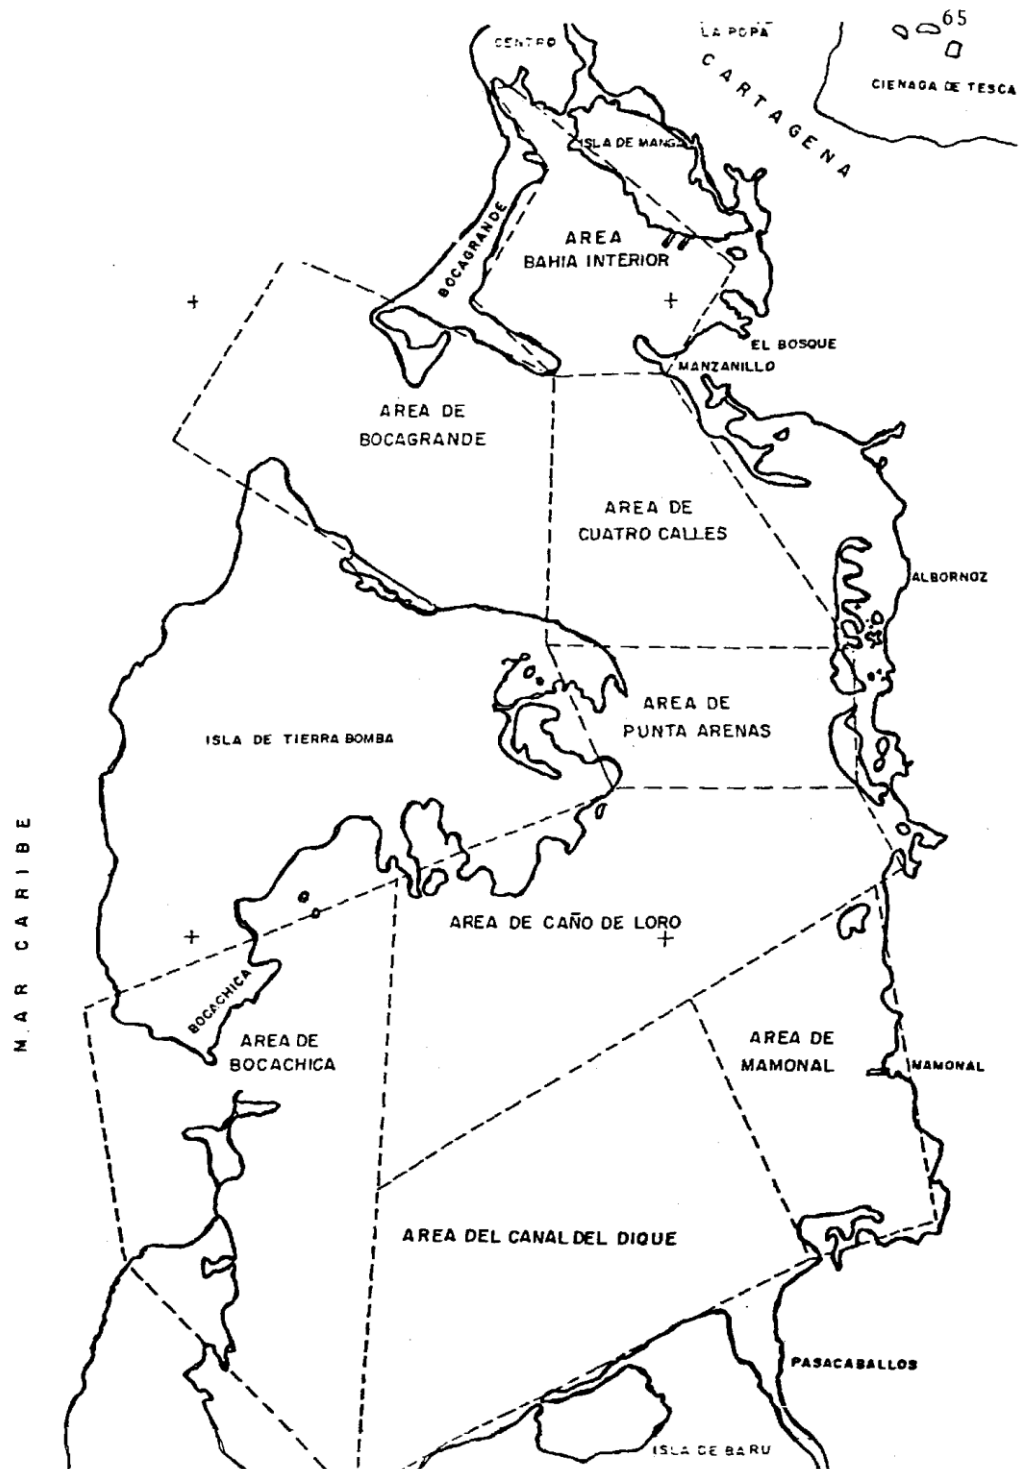 65
CENTRO
LA POPA
CARTAGENA
CIENAGA DE TESCA
ISLA DE MANGA
BOCAGRANDE
AREA
BAHIA INTERIOR
EL BOSQUE
MANZANILLO
AREA DE
BOCAGRANDE
AREA DE
CUATRO CALLES
ALBORNOZ
AREA DE
PUNTA ARENAS
ISLA DE TIERRA BOMBA
MAR CARIBE
AREA DE CAÑO DE LORO
BOCACHICA
AREA DE
BOCACHICA
AREA DE
MAMONAL
MAMONAL
AREA DEL CANAL DEL DIQUE
PASACABALLOS
ISLA DE BARU